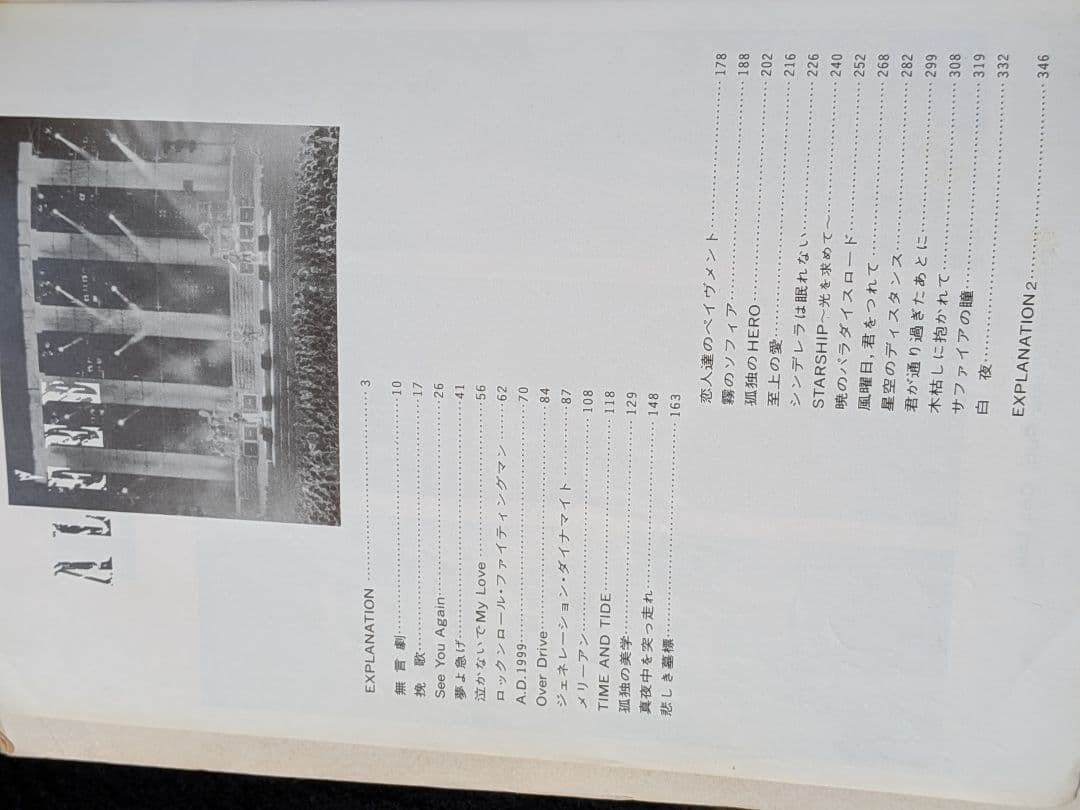 ALFEE
EXPLANATION 3
無言劇 10
挽歌 17
See You Again 26
夢よ急げ 41
泣かないでMy Love 56
ロックンロール・ファイティングマン 62
A.D.1999 70
Over Drive 84
ジェネレーション・ダイナマイト 87
メリーアン 108
TIME AND TIDE 118
孤独の美学 129
真夜中を突っ走れ 148
悲しき墓標 163
恋人達のペイヴメント 178
霧のソフィア 188
孤独のHERO 202
至上の愛 216
シンデレラは眠れない 226
STARSHIP〜光を求めて〜 240
暁のパラダイスロード 252
風曜日,君をつれて 268
星空のディスタンス 282
君が通り過ぎたあとに 299
木枯しに抱かれて 308
サファイアの瞳 319
白夜 332
EXPLANATION2 346